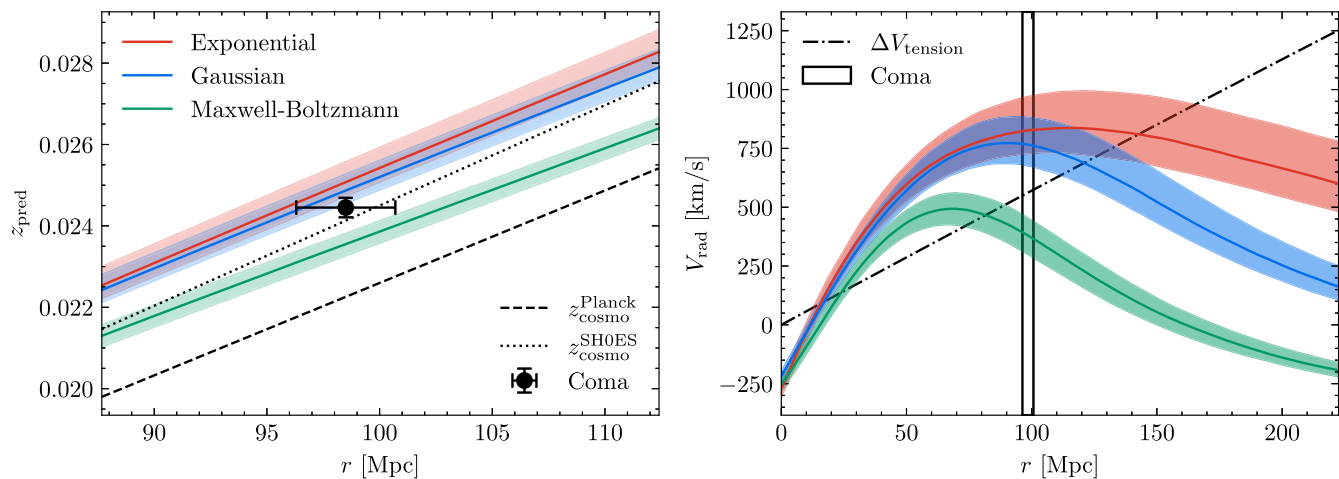 0.028
0.026
0.024
0.022
0.020
z_pred
Exponential
Gaussian
Maxwell-Boltzmann
z_cosmo^Planck
z_cosmo^SH0ES
Coma
90
95
100
105
110
r [Mpc]
1250
1000
750
500
250
0
−250
V_rad [km/s]
ΔV_tension
Coma
0
50
100
150
200
r [Mpc]